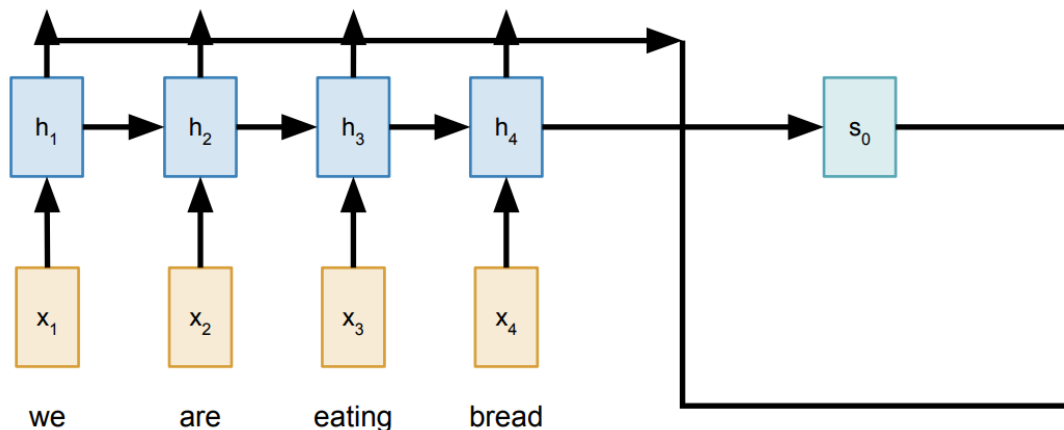 h1 h2 h3 h4 s0
x1 x2 x3 x4
we are eating bread